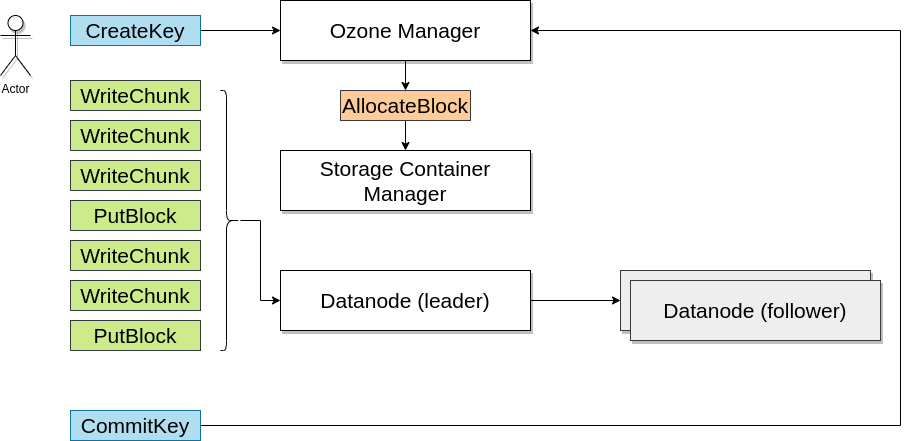 CreateKey
Ozone Manager
Actor
WriteChunk
AllocateBlock
WriteChunk
WriteChunk
Storage Container
Manager
PutBlock
WriteChunk
WriteChunk
Datanode (leader)
Datanode (follower)
PutBlock
CommitKey